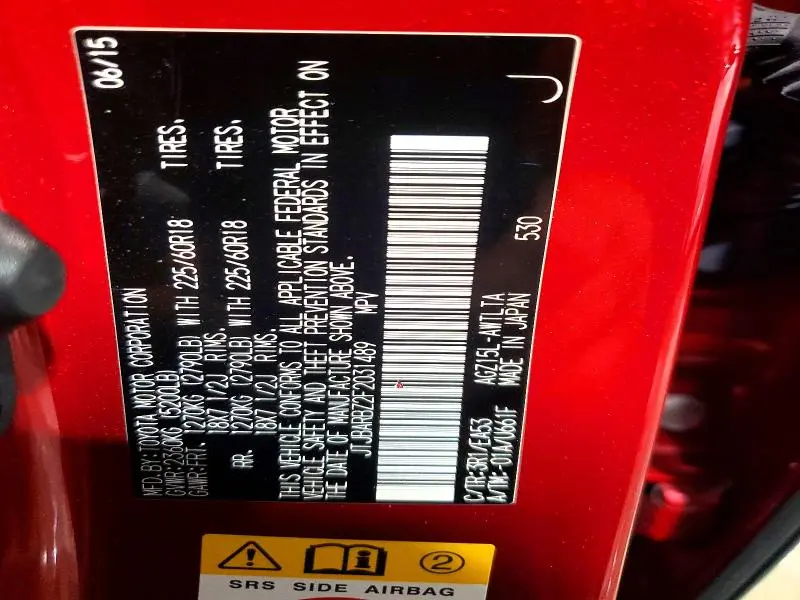 MFD. BY: TOYOTA MOTOR CORPORATION 06/15
GVWR: 2360KG (5200LB)
GAWR: FRT. 1270KG (2790LB) WITH 225/60R18 TIRES.
18X7 1/2J RIMS.
RR. 1270KG (2790LB) WITH 225/60R18 TIRES.
18X7 1/2J RIMS.
THIS VEHICLE CONFORMS TO ALL APPLICABLE FEDERAL MOTOR
VEHICLE SAFETY AND THEFT PREVENTION STANDARDS IN EFFECT ON
THE DATE OF MANUFACTURE SHOWN ABOVE.
JTJBARBZ2F2031489 MPV
C/TR: 3R1/EA53 AGZ15L-AWTLTA
A/TM: -01A/U661F MADE IN JAPAN 530
J
2
SRS SIDE AIRBAG